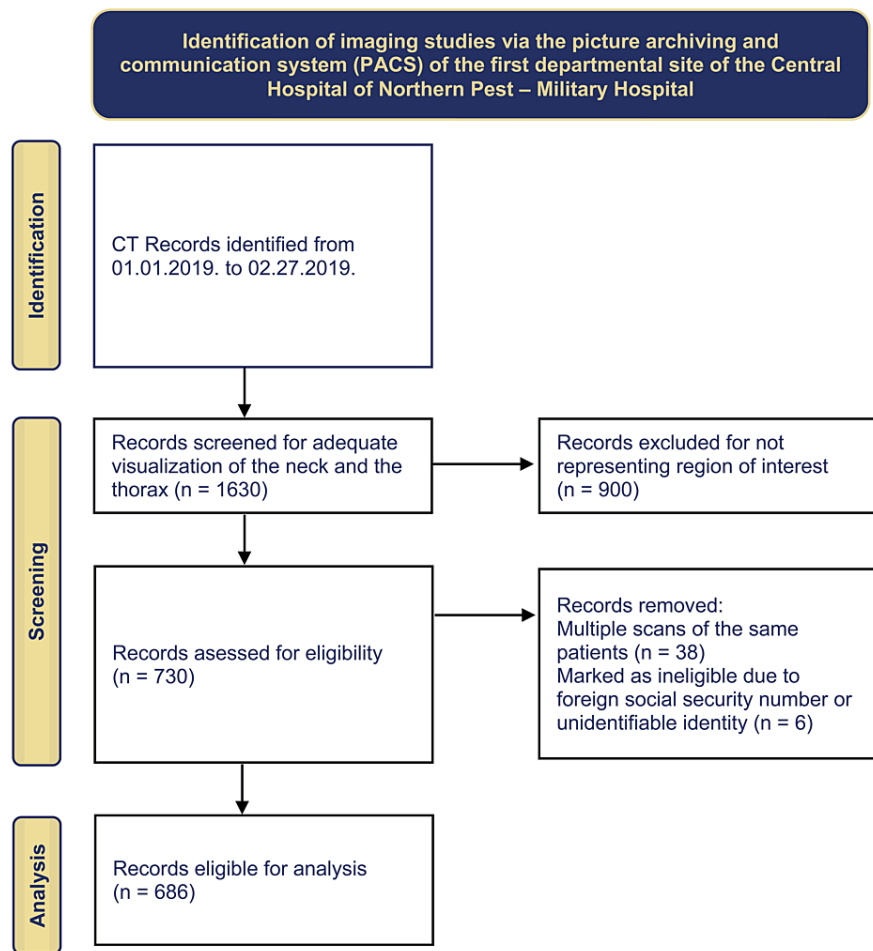 Identification of imaging studies via the picture archiving and
communication system (PACS) of the first departmental site of the Central
Hospital of Northern Pest – Military Hospital
Identification
CT Records identified from
01.01.2019. to 02.27.2019.
Screening
Records screened for adequate
visualization of the neck and the
thorax (n = 1630)
Records excluded for not
representing region of interest
(n = 900)
Records asessed for eligibility
(n = 730)
Records removed:
Multiple scans of the same
patients (n = 38)
Marked as ineligible due to
foreign social security number or
unidentifiable identity (n = 6)
Analysis
Records eligible for analysis
(n = 686)